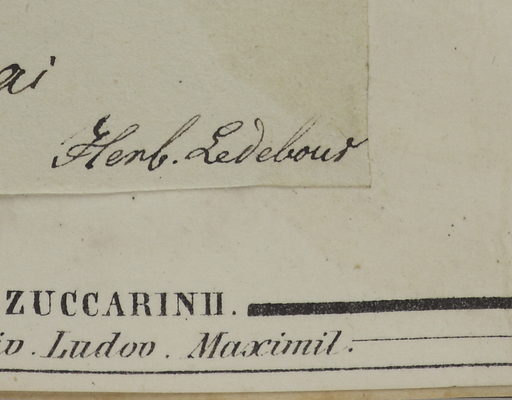 ai
Herb. Ledebour
ZUCCARINII.
iv. Ludov. Maximil.